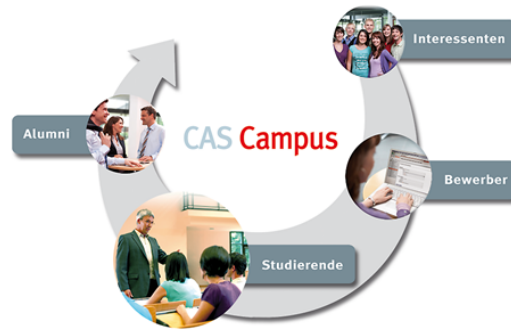 Interessenten
Alumni
CAS Campus
Bewerber
Studierende